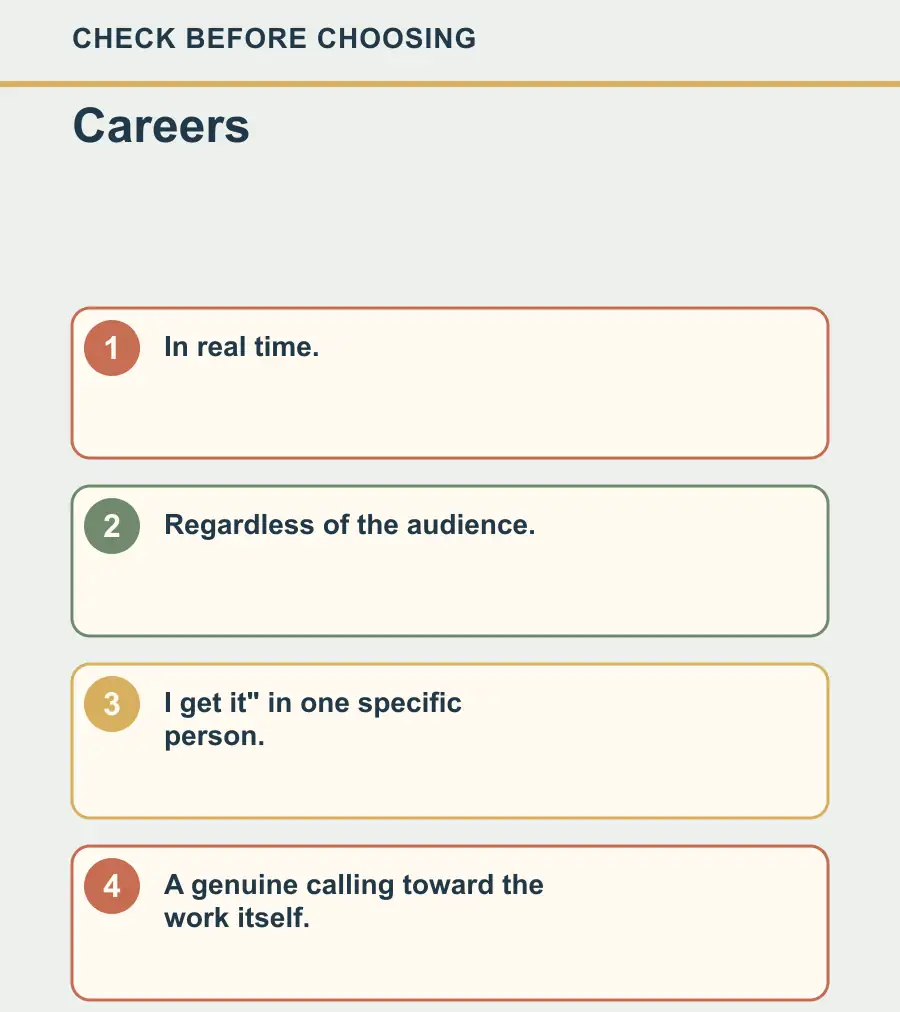 CHECK BEFORE CHOOSING
Careers
1
In real time.
2
Regardless of the audience.
3
I get it" in one specific
person.
4
A genuine calling toward the
work itself.